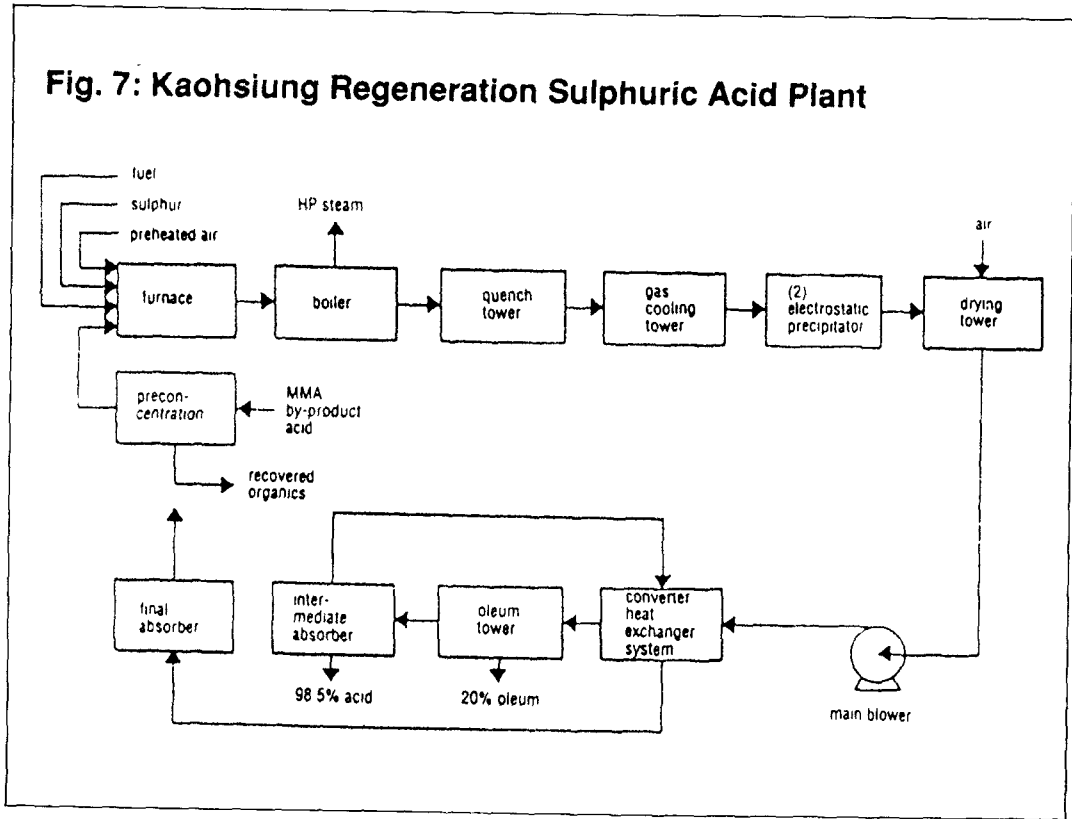 Fig. 7: Kaohsiung Regeneration Sulphuric Acid Plant
fuel
sulphur
preheated air
HP steam
air
furnace
boiler
quench
tower
gas
cooling
tower
(2)
electrostatic
precipitator
drying
tower
precon-
centration
MMA
by-product
acid
recovered
organics
final
absorber
inter-
mediate
absorber
oleum
tower
converter
heat
exchanger
system
98 5% acid
20% oleum
main blower